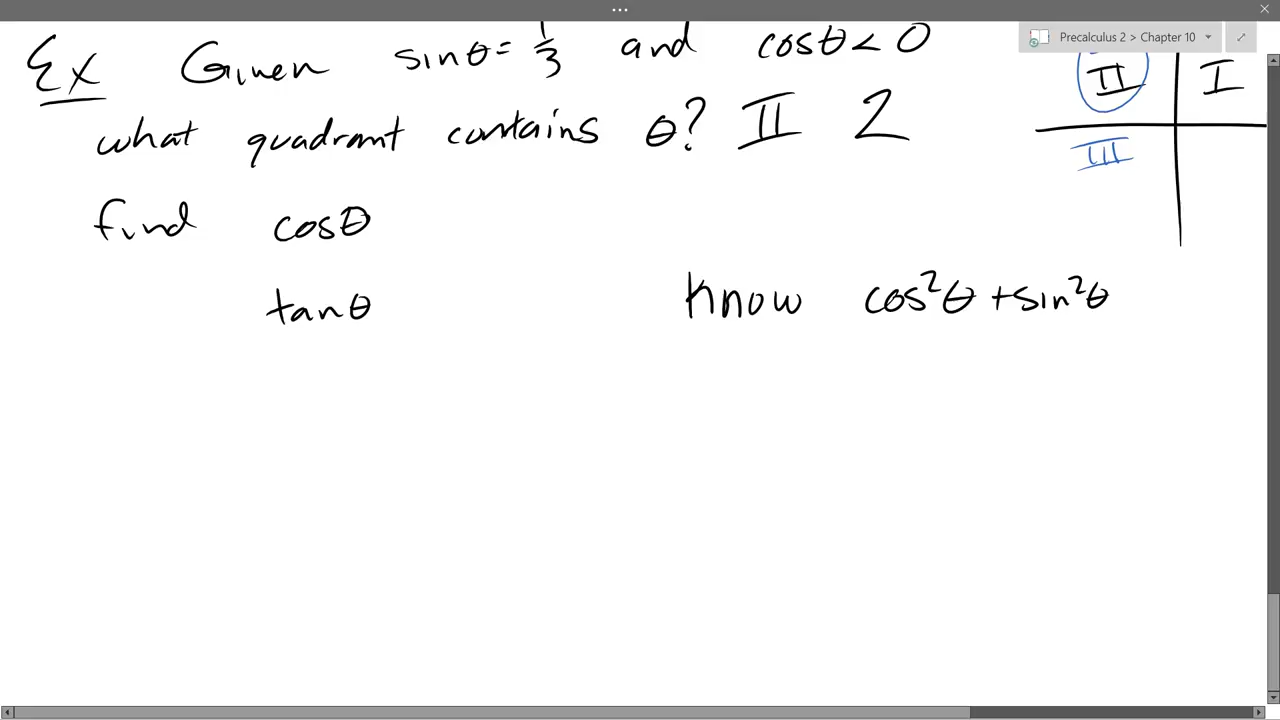 Precalculus 2 > Chapter 10
Ex Given sinθ = 1/3 and cosθ < 0
II I
what quadrant contains θ? II 2
III
find cosθ
tanθ
Know cos²θ + sin²θ